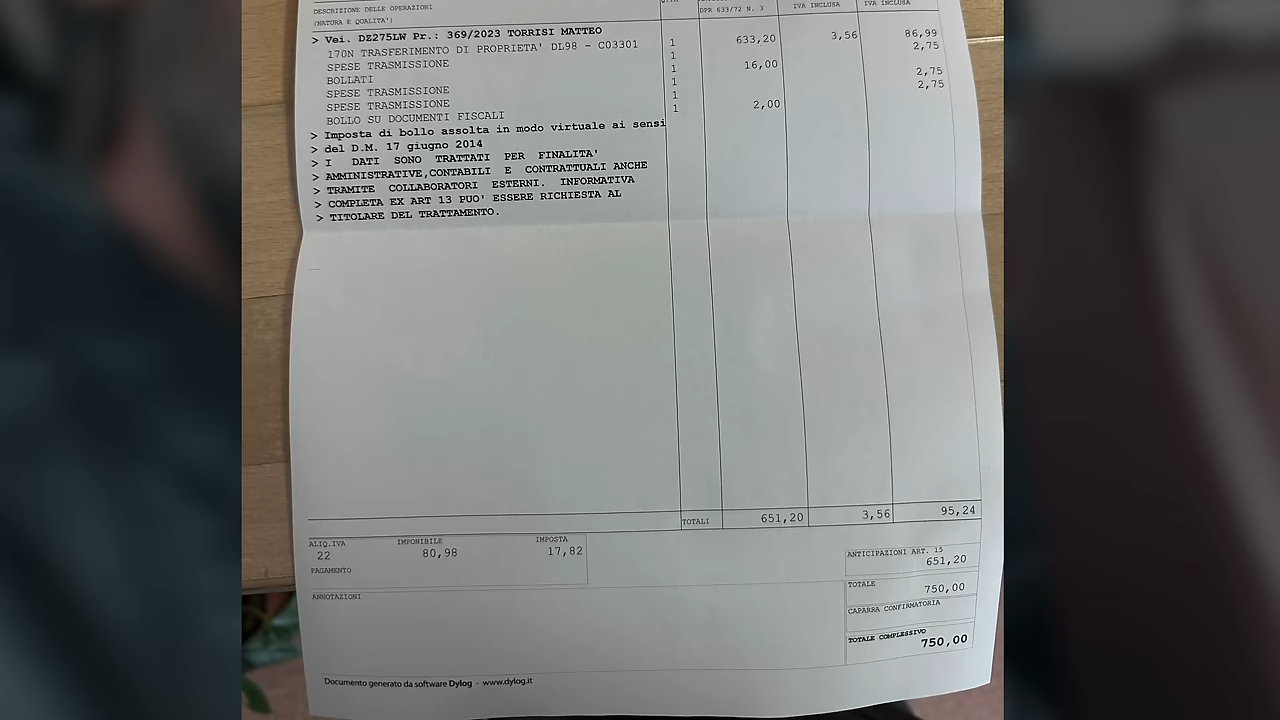 DESCRIZIONE DELLE OPERAZIONI
(NATURA E QUALITA') DPR 633/72 N. 3 IVA INCLUSA IVA INCLUSA
> Vei. DZ275LW Pr.: 369/2023 TORRISI MATTEO
170N TRASFERIMENTO DI PROPRIETA' DL98 - C03301 1 633,20 3,56 86,99
SPESE TRASMISSIONE 1 2,75
BOLLATI 1 16,00
SPESE TRASMISSIONE 1 2,75
SPESE TRASMISSIONE 1 2,75
BOLLO SU DOCUMENTI FISCALI 1 2,00
> Imposta di bollo assolta in modo virtuale ai sensi
> del D.M. 17 giugno 2014
> I DATI SONO TRATTATI PER FINALITA'
> AMMINISTRATIVE,CONTABILI E CONTRATTUALI ANCHE
> TRAMITE COLLABORATORI ESTERNI. INFORMATIVA
> COMPLETA EX ART 13 PUO' ESSERE RICHIESTA AL
> TITOLARE DEL TRATTAMENTO.
TOTALI 651,20 3,56 95,24
ALIQ.IVA IMPONIBILE IMPOSTA
22 80,98 17,82
PAGAMENTO
ANNOTAZIONI
ANTICIPAZIONI ART. 15
651,20
TOTALE
750,00
CAPARRA CONFIRMATORIA
TOTALE COMPLESSIVO
750,00
Documento generato da software Dylog - www.dylog.it